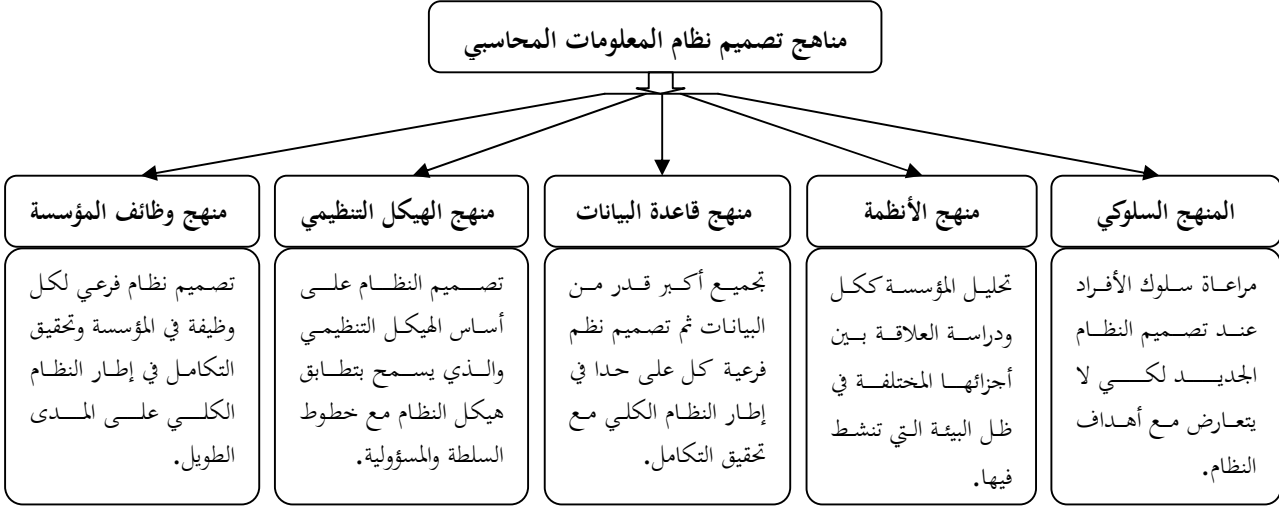 مناهج تصميم نظام المعلومات المحاسبي
المنهج السلوكي
مراعاة سلوك الأفراد
عند تصميم النظام
الجديد لكي لا
يتعارض مع أهداف
النظام.
منهج الأنظمة
تحليل المؤسسة ككل
ودراسة العلاقة بين
أجزائها المختلفة في
ظل البيئة التي تنشط
فيها.
منهج قاعدة البيانات
تجميع أكبر قدر من
البيانات ثم تصميم نظم
فرعية كل على حدا في
إطار النظام الكلي مع
تحقيق التكامل.
منهج الهيكل التنظيمي
تصميم النظام على
أساس الهيكل التنظيمي
والذي يسمح بتطابق
هيكل النظام مع خطوط
السلطة والمسؤولية.
منهج وظائف المؤسسة
تصميم نظام فرعي لكل
وظيفة في المؤسسة وتحقيق
التكامل في إطار النظام
الكلي على المدى
الطويل.